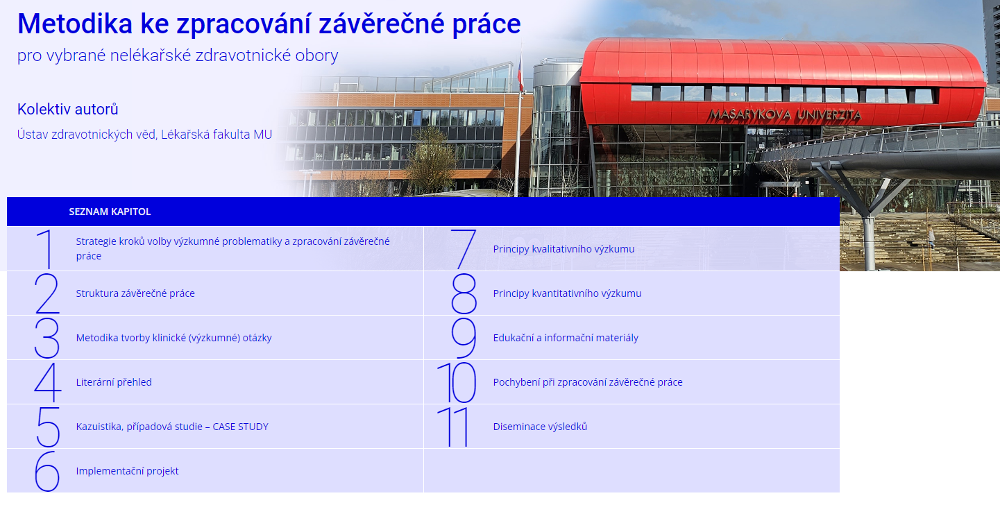 Metodika ke zpracování závěrečné práce
pro vybrané nelékařské zdravotnické obory
Kolektiv autorů
Ústav zdravotnických věd, Lékařská fakulta MU
MASARYKOVA UNIVERZITA
SEZNAM KAPITOL
1 Strategie kroků volby výzkumné problematiky a zpracování závěrečné
práce
2 Struktura závěrečné práce
3 Metodika tvorby klinické (výzkumné) otázky
4 Literární přehled
5 Kazuistika, případová studie – CASE STUDY
6 Implementační projekt
7 Principy kvalitativního výzkumu
8 Principy kvantitativního výzkumu
9 Edukační a informační materiály
10 Pochybení při zpracování závěrečné práce
11 Diseminace výsledků